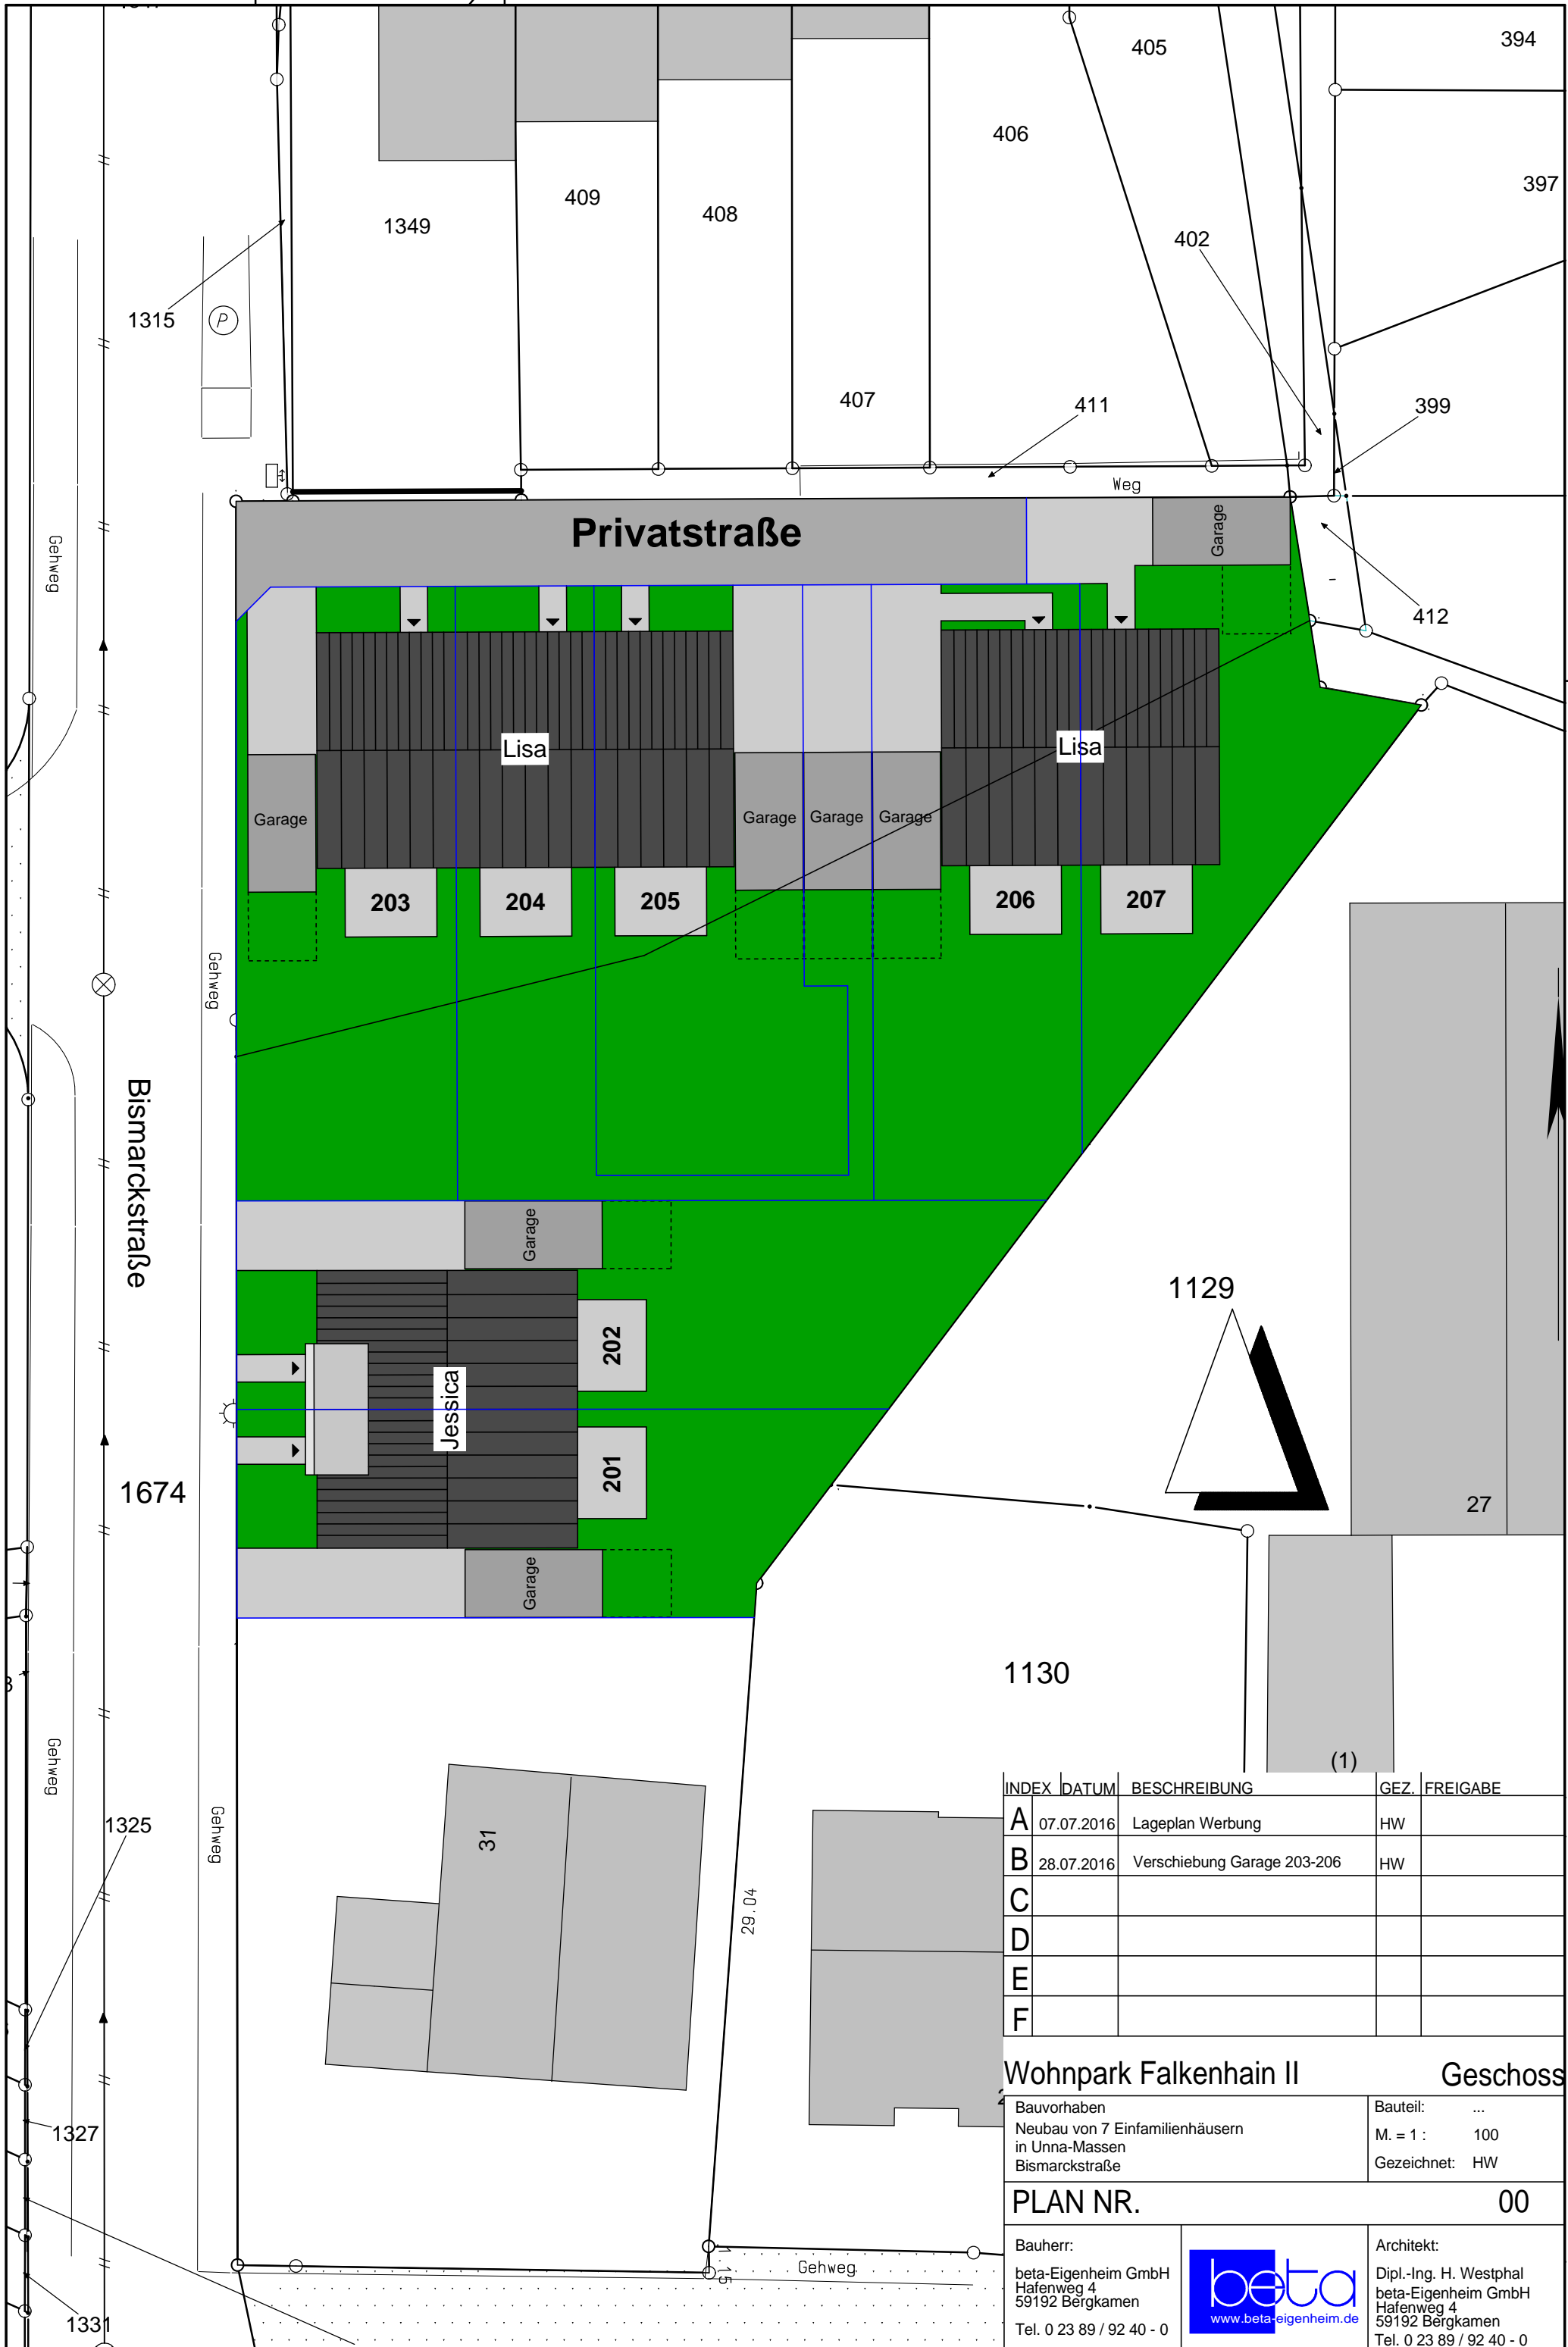 405
394
406
397
409
408
1349
402
1315
P
407
411
399
Weg
Privatstraße
Garage
Gehweg
412
Lisa
Lisa
Garage
Garage
Garage
Garage
203
204
205
206
207
Gehweg
Bismarckstraße
Garage
1129
202
Jessica
201
1674
27
Garage
1130
(1)
Gehweg
1325
Gehweg
31
29.04
INDEX DATUM BESCHREIBUNG GEZ. FREIGABE
A 07.07.2016 Lageplan Werbung HW
B 28.07.2016 Verschiebung Garage 203-206 HW
C
D
E
F
Wohnpark Falkenhain II Geschoss
Bauvorhaben
Neubau von 7 Einfamilienhäusern
in Unna-Massen
Bismarckstraße
Bauteil: ...
M. = 1 : 100
Gezeichnet: HW
1327
PLAN NR. 00
Bauherr:
beta-Eigenheim GmbH
Hafenweg 4
59192 Bergkamen
Tel. 0 23 89 / 92 40 - 0
beta
www.beta-eigenheim.de
Architekt:
Dipl.-Ing. H. Westphal
beta-Eigenheim GmbH
Hafenweg 4
59192 Bergkamen
Tel. 0 23 89 / 92 40 - 0
Gehweg
1331